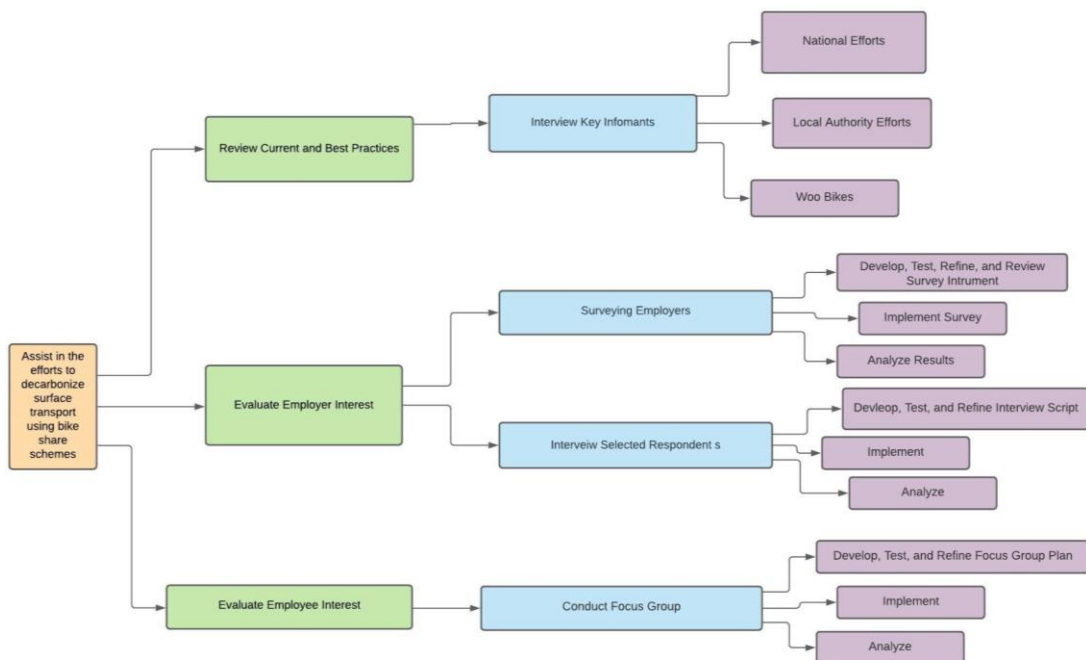 Assist in the
efforts to
decarbonize
surface
transport
using bike
share
schemes
Review Current and Best Practices
Interview Key Infomants
National Efforts
Local Authority Efforts
Woo Bikes
Evaluate Employer Interest
Surveying Employers
Develop, Test, Refine, and Review
Survey Intrument
Implement Survey
Analyze Results
Interveiw Selected Respondent s
Devleop, Test, and Refine Interview Script
Implement
Analyze
Evaluate Employee Interest
Conduct Focus Group
Develop, Test, and Refine Focus Group Plan
Implement
Analyze